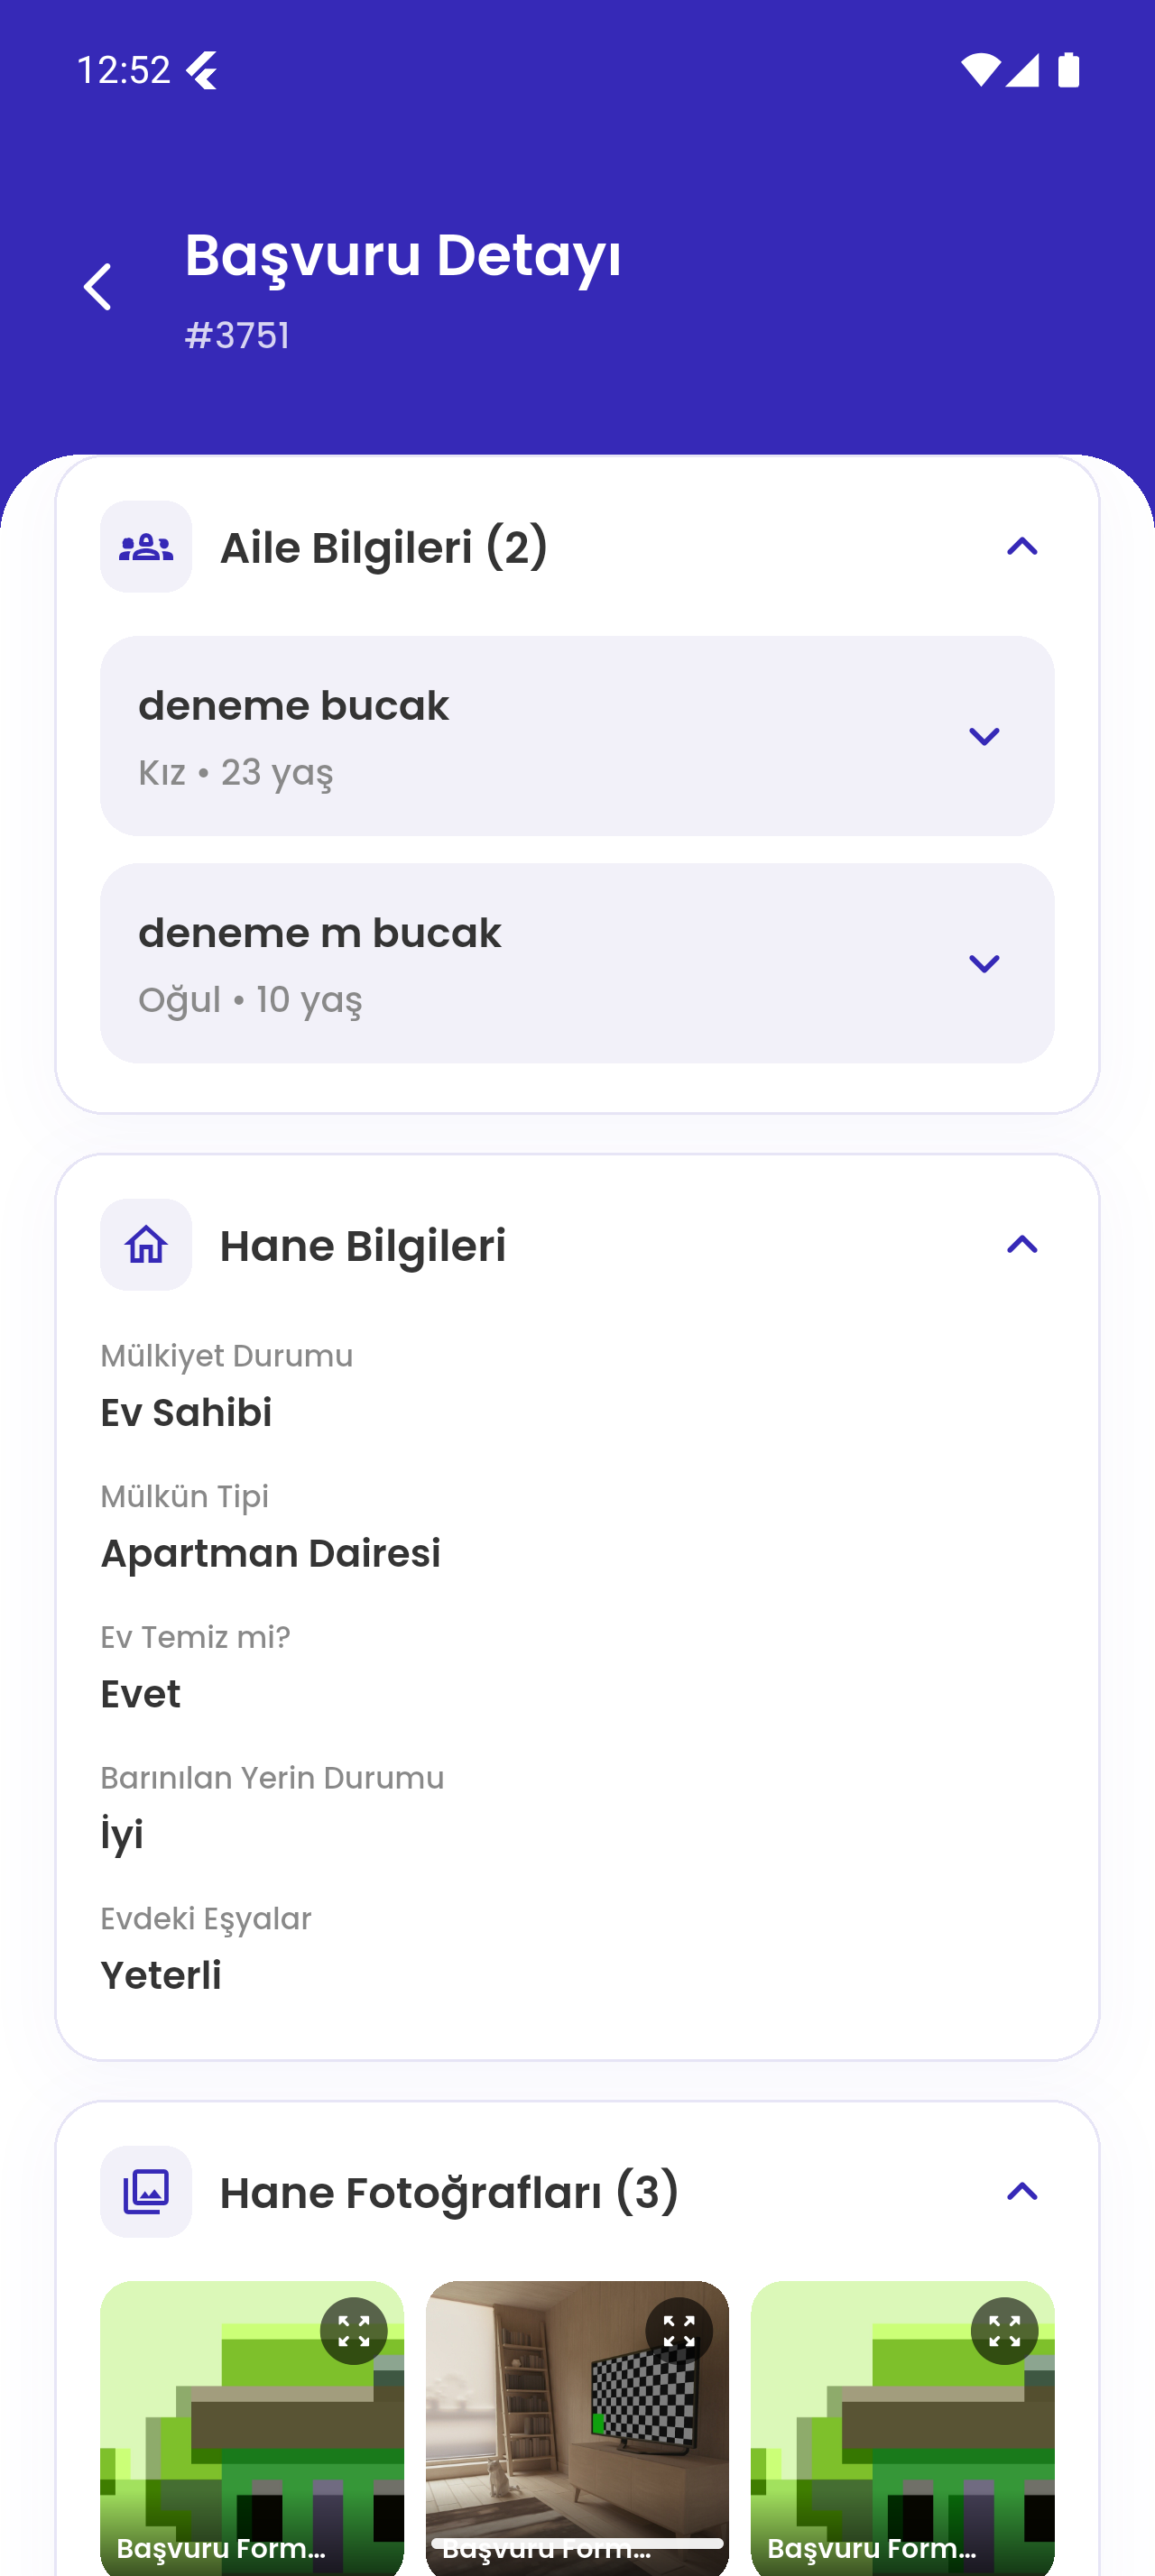 12:52
Başvuru Detayı
#3751
Aile Bilgileri (2)
deneme bucak
Kız • 23 yaş
deneme m bucak
Oğul • 10 yaş
Hane Bilgileri
Mülkiyet Durumu
Ev Sahibi
Mülkün Tipi
Apartman Dairesi
Ev Temiz mi?
Evet
Barınılan Yerin Durumu
İyi
Evdeki Eşyalar
Yeterli
Hane Fotoğrafları (3)
Başvuru Form...
Başvuru Form...
Başvuru Form...